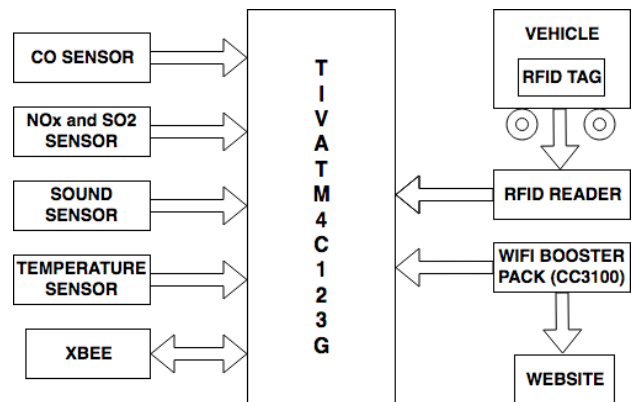 CO SENSOR
NOx and SO2
SENSOR
SOUND
SENSOR
TEMPERATURE
SENSOR
XBEE
T
I
V
A
T
M
4
C
1
2
3
G
VEHICLE
RFID TAG
RFID READER
WIFI BOOSTER
PACK (CC3100)
WEBSITE